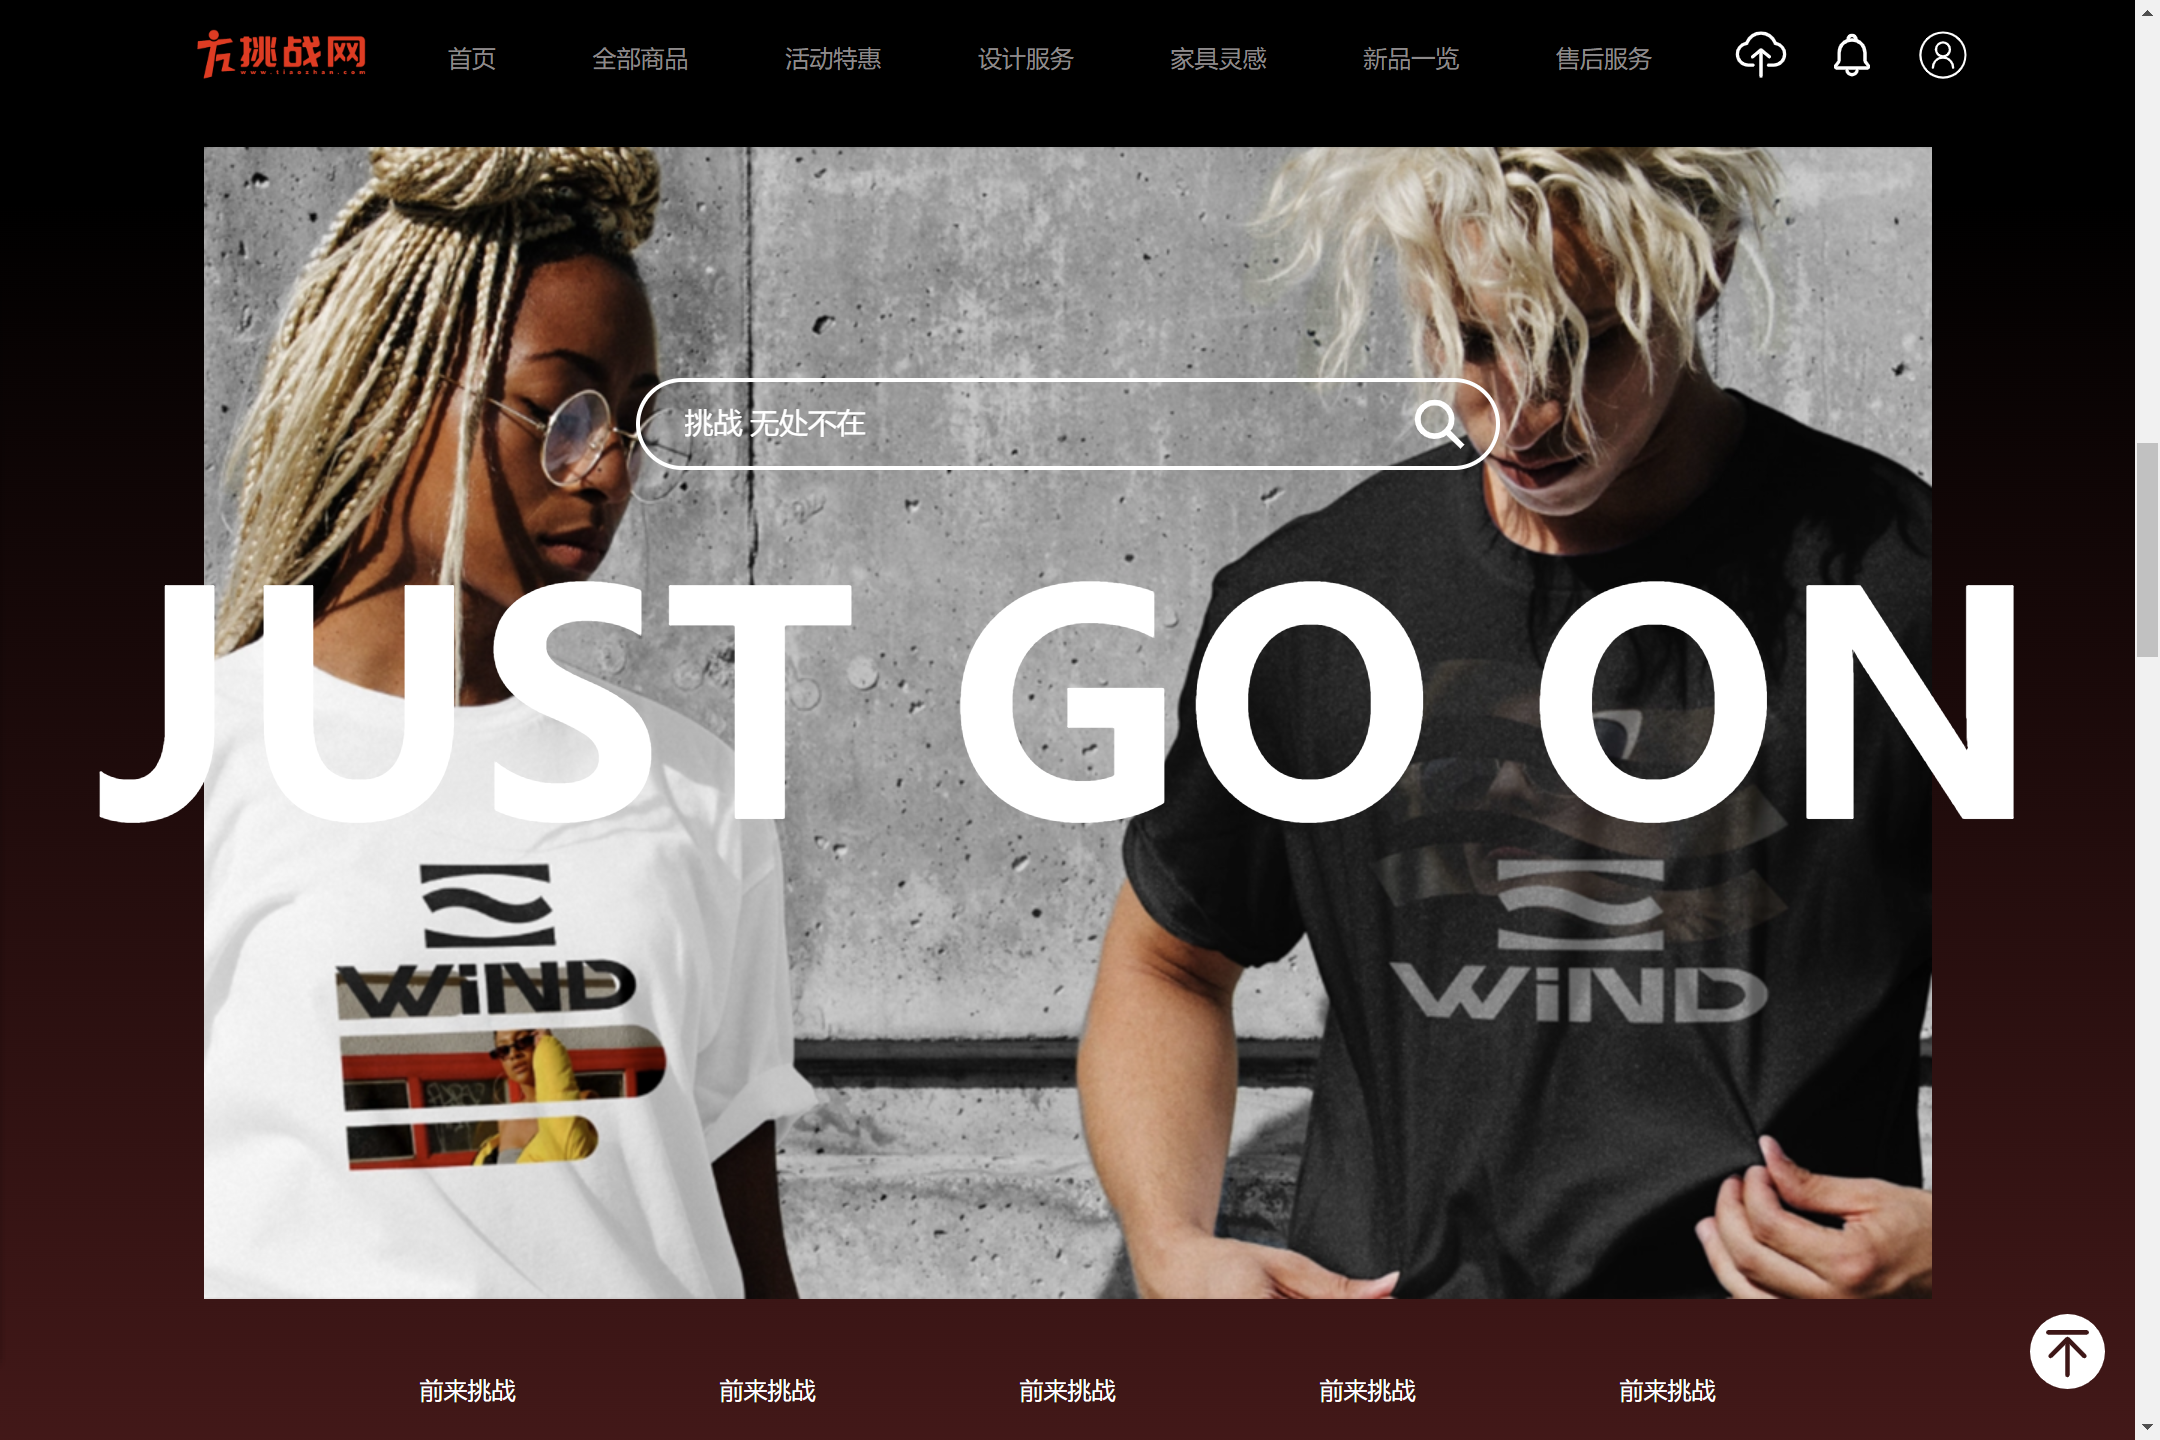 挑战网
www.tiaozhan.com
首页
全部商品
活动特惠
设计服务
家具灵感
新品一览
售后服务
挑战 无处不在
JUST GO ON
WiND
WiND
前来挑战
前来挑战
前来挑战
前来挑战
前来挑战